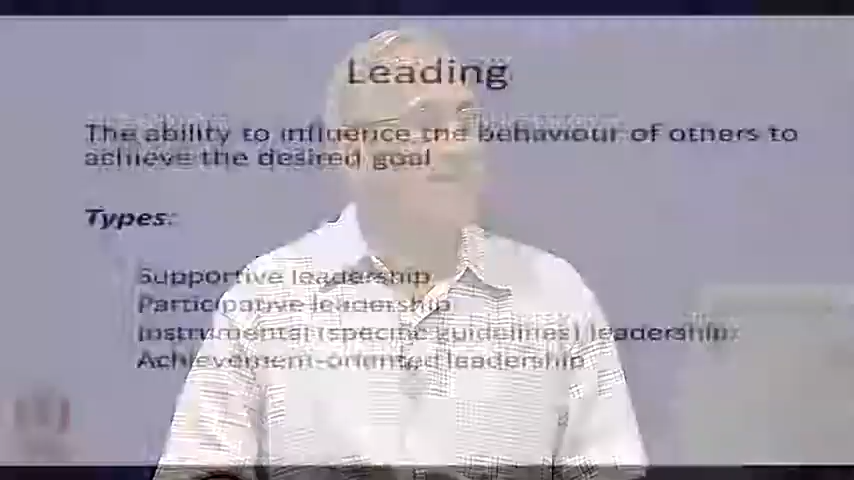 Leading
The ability to influence the behaviour of others to
achieve the desired goal
Types:
Supportive leadership
Participative leadership
Instrumental (specific guidelines) leadership:
Achievement-oriented leadership